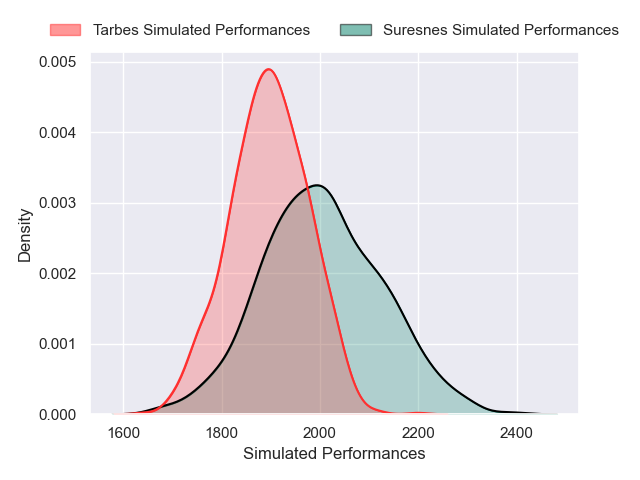 Tarbes Simulated Performances Suresnes Simulated Performances
0.005
0.004
0.003
0.002
0.001
0.000
Density
1600 1800 2000 2200 2400
Simulated Performances